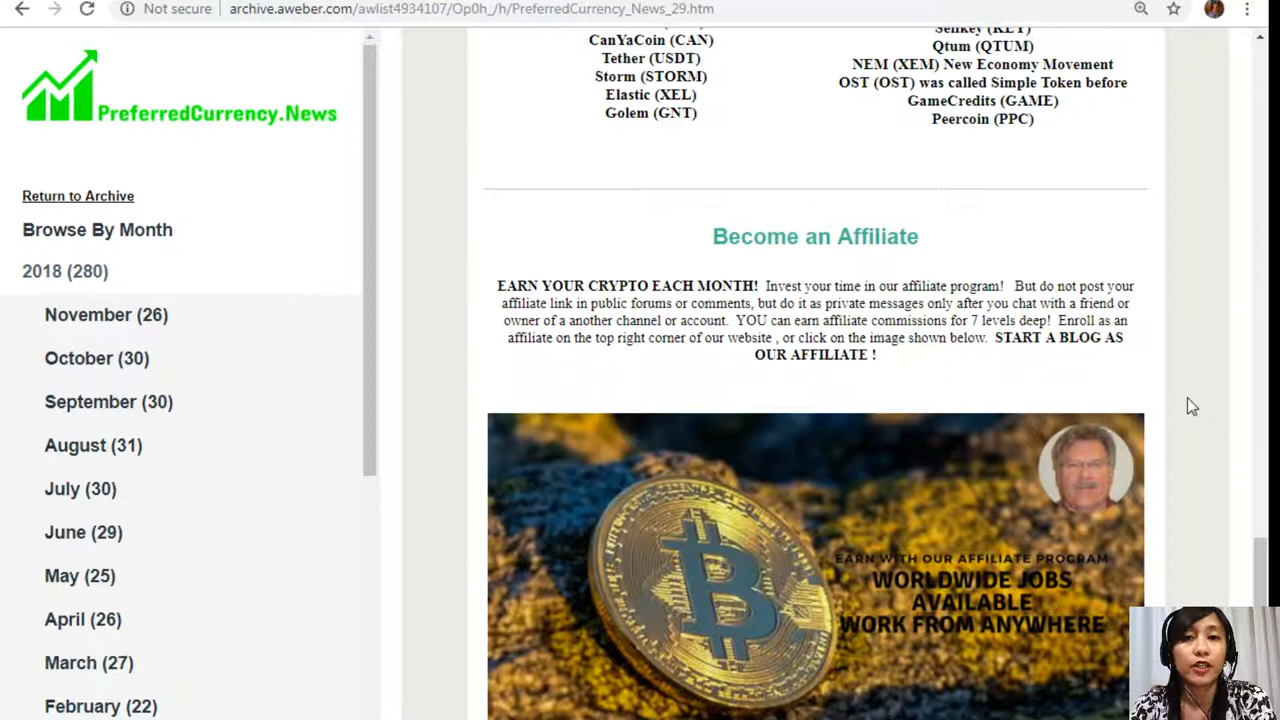 Not secure
archive.aweber.com/awlist4934107/Op0h_/h/PreferredCurrency_News_29.htm
PreferredCurrency.News
Return to Archive
Browse By Month
2018 (280)
November (26)
October (30)
September (30)
August (31)
July (30)
June (29)
May (25)
April (26)
March (27)
February (22)
CanYaCoin (CAN)
Tether (USDT)
Storm (STORM)
Elastic (XEL)
Golem (GNT)
Selfkey (KEY)
Qtum (QTUM)
NEM (XEM) New Economy Movement
OST (OST) was called Simple Token before
GameCredits (GAME)
Peercoin (PPC)
Become an Affiliate
EARN YOUR CRYPTO EACH MONTH! Invest your time in our affiliate program! But do not post your
affiliate link in public forums or comments, but do it as private messages only after you chat with a friend or
owner of a another channel or account. YOU can earn affiliate commissions for 7 levels deep! Enroll as an
affiliate on the top right corner of our website , or click on the image shown below. START A BLOG AS
OUR AFFILIATE !
EARN WITH OUR AFFILIATE PROGRAM
WORLDWIDE JOBS
AVAILABLE
WORK FROM ANYWHERE